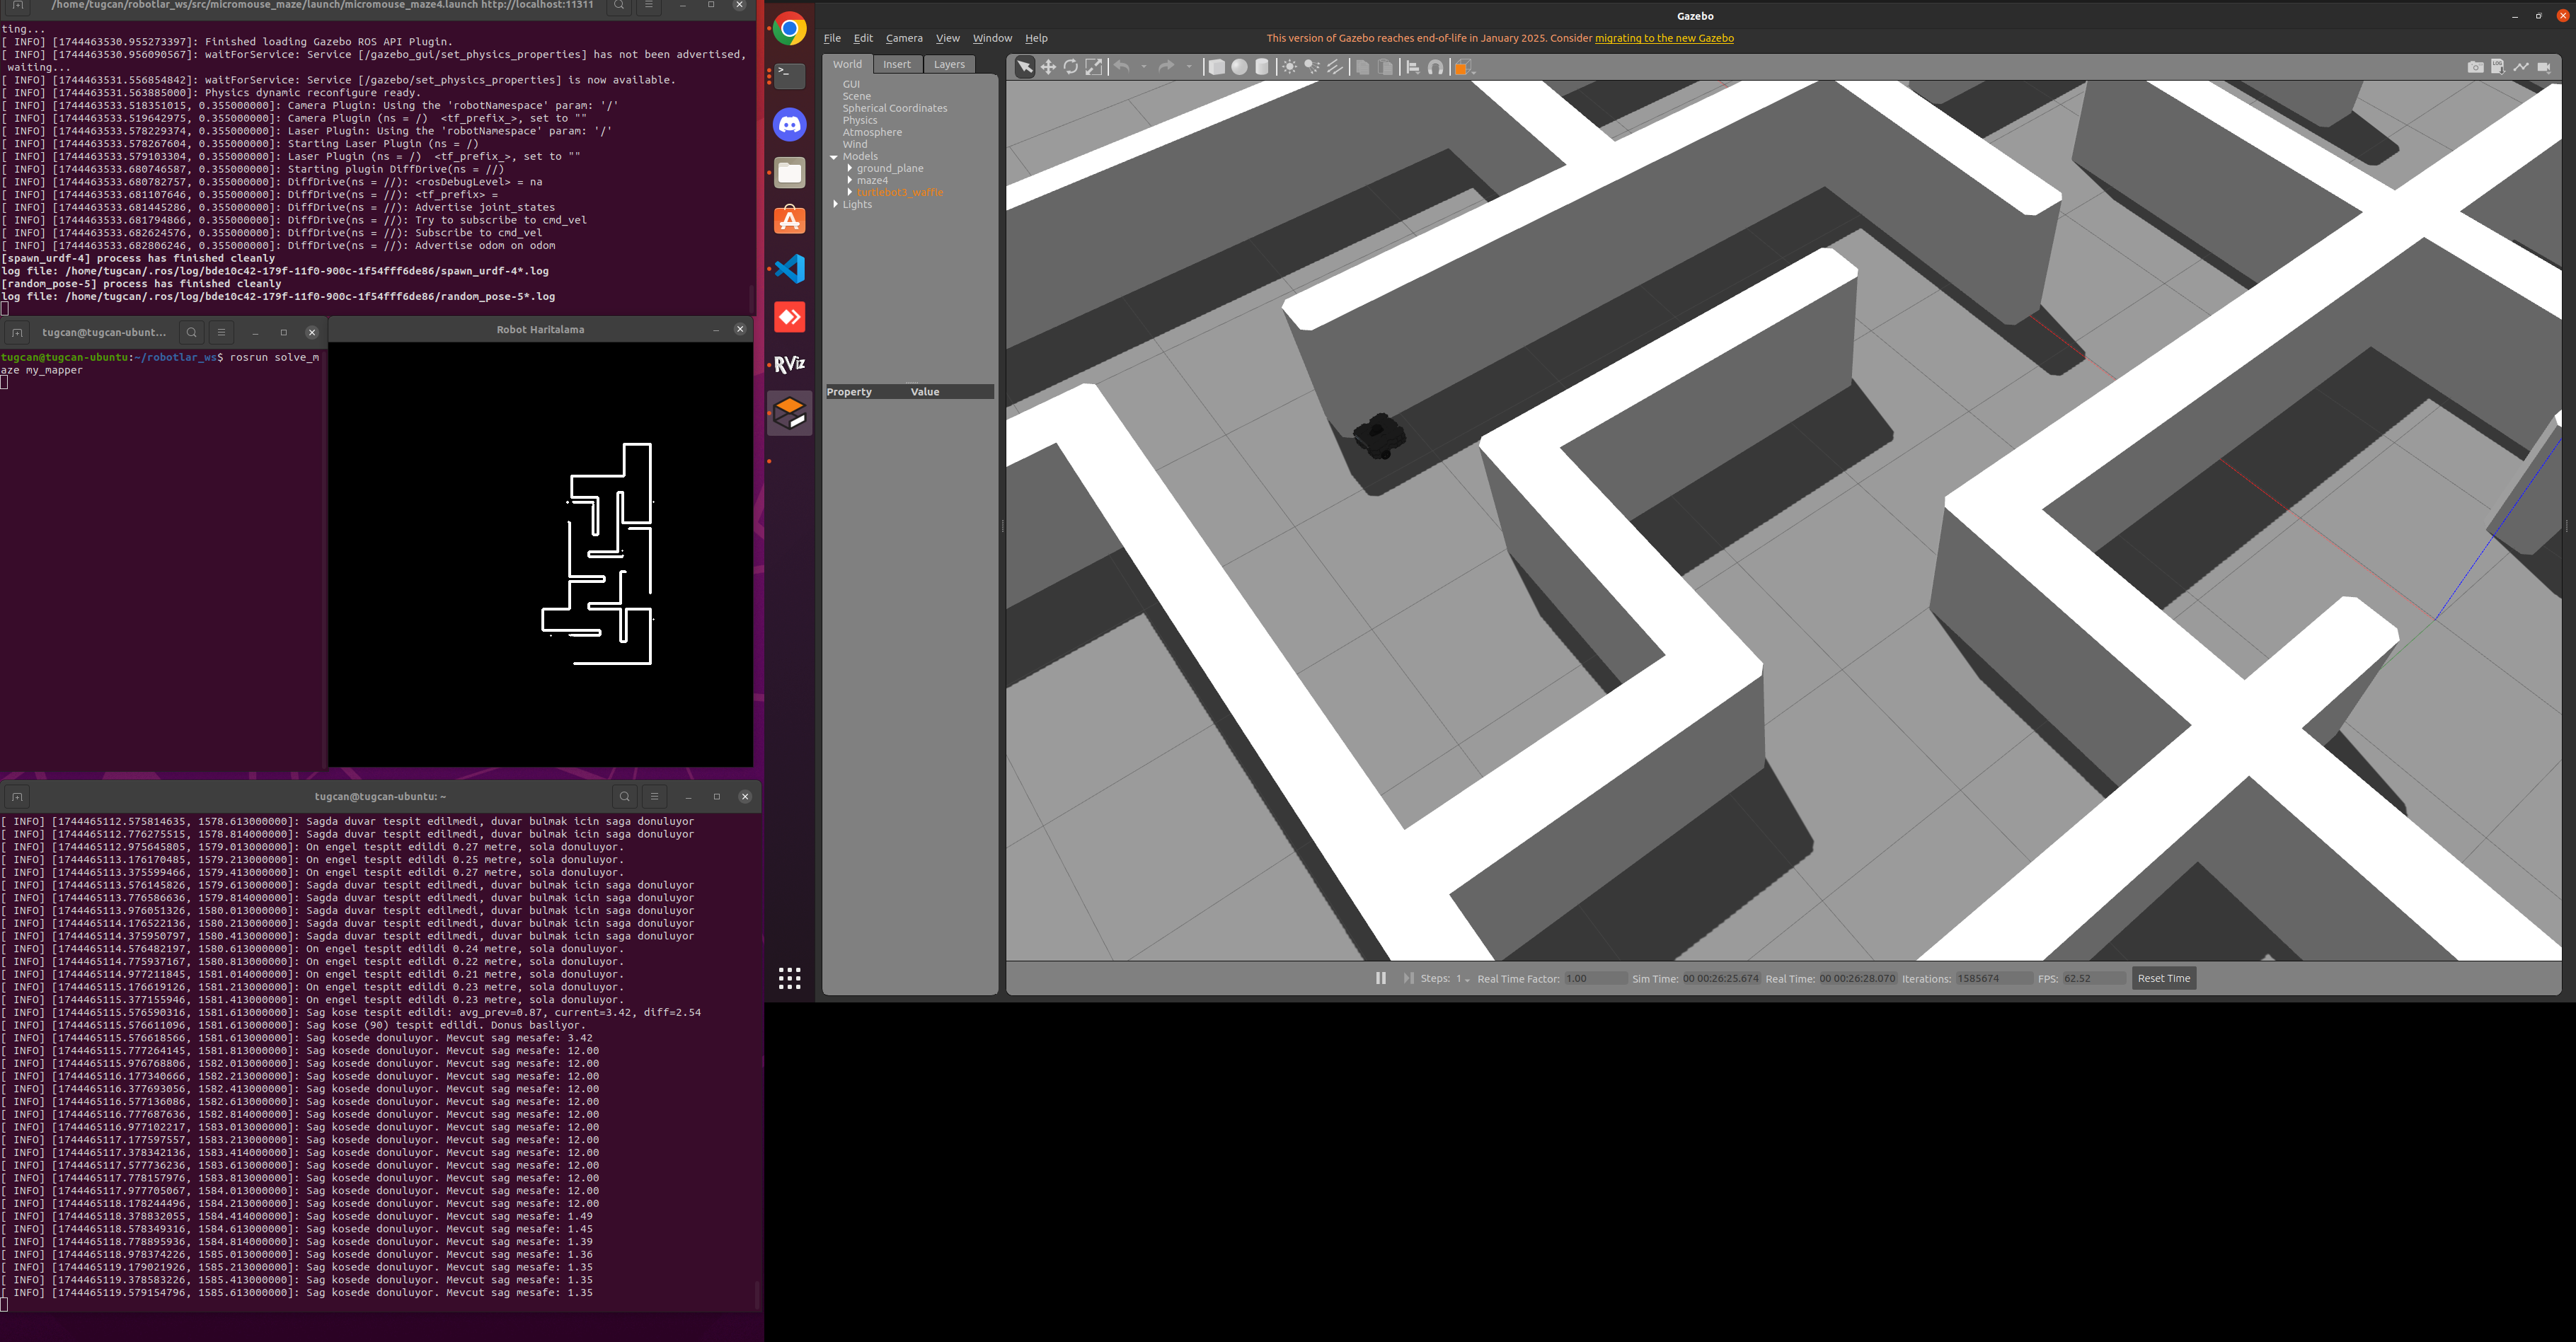 /home/tugcan/robotlar_ws/src/micromouse_maze/launch/micromouse_maze4.launch http://localhost:11311
ting...
[ INFO] [1744463530.955273397]: Finished loading Gazebo ROS API Plugin.
[ INFO] [1744463530.956090567]: waitForService: Service [/gazebo_gui/set_physics_properties] has not been advertised,
waiting...
[ INFO] [1744463531.556854842]: waitForService: Service [/gazebo/set_physics_properties] is now available.
[ INFO] [1744463531.563885000]: Physics dynamic reconfigure ready.
[ INFO] [1744463533.518351015, 0.355000000]: Camera Plugin: Using the 'robotNamespace' param: '/'
[ INFO] [1744463533.519642975, 0.355000000]: Camera Plugin (ns = /)  <tf_prefix_>, set to ""
[ INFO] [1744463533.578229374, 0.355000000]: Laser Plugin: Using the 'robotNamespace' param: '/'
[ INFO] [1744463533.578267604, 0.355000000]: Starting Laser Plugin (ns = /)
[ INFO] [1744463533.579103304, 0.355000000]: Laser Plugin (ns = /)  <tf_prefix_>, set to ""
[ INFO] [1744463533.680746587, 0.355000000]: Starting plugin DiffDrive(ns = //)
[ INFO] [1744463533.680782757, 0.355000000]: DiffDrive(ns = //): <rosDebugLevel> = na
[ INFO] [1744463533.681107646, 0.355000000]: DiffDrive(ns = //): <tf_prefix> =
[ INFO] [1744463533.681445286, 0.355000000]: DiffDrive(ns = //): Advertise joint_states
[ INFO] [1744463533.681794866, 0.355000000]: DiffDrive(ns = //): Try to subscribe to cmd_vel
[ INFO] [1744463533.682624576, 0.355000000]: DiffDrive(ns = //): Subscribe to cmd_vel
[ INFO] [1744463533.682806246, 0.355000000]: DiffDrive(ns = //): Advertise odom on odom
[spawn_urdf-4] process has finished cleanly
log file: /home/tugcan/.ros/log/bde10c42-179f-11f0-900c-1f54fff6de86/spawn_urdf-4*.log
[random_pose-5] process has finished cleanly
log file: /home/tugcan/.ros/log/bde10c42-179f-11f0-900c-1f54fff6de86/random_pose-5*.log
tugcan@tugcan-ubunt...
tugcan@tugcan-ubuntu:~/robotlar_ws$ rosrun solve_m
aze my_mapper
Robot Haritalama
tugcan@tugcan-ubuntu: ~
[ INFO] [1744465112.575814635, 1578.613000000]: Sagda duvar tespit edilmedi, duvar bulmak icin saga donuluyor
[ INFO] [1744465112.776275515, 1578.814000000]: Sagda duvar tespit edilmedi, duvar bulmak icin saga donuluyor
[ INFO] [1744465112.975645805, 1579.013000000]: On engel tespit edildi 0.27 metre, sola donuluyor.
[ INFO] [1744465113.176170485, 1579.213000000]: On engel tespit edildi 0.25 metre, sola donuluyor.
[ INFO] [1744465113.375599466, 1579.413000000]: On engel tespit edildi 0.27 metre, sola donuluyor.
[ INFO] [1744465113.576145826, 1579.613000000]: Sagda duvar tespit edilmedi, duvar bulmak icin saga donuluyor
[ INFO] [1744465113.776586636, 1579.814000000]: Sagda duvar tespit edilmedi, duvar bulmak icin saga donuluyor
[ INFO] [1744465113.976051326, 1580.013000000]: Sagda duvar tespit edilmedi, duvar bulmak icin saga donuluyor
[ INFO] [1744465114.176522136, 1580.213000000]: Sagda duvar tespit edilmedi, duvar bulmak icin saga donuluyor
[ INFO] [1744465114.375950797, 1580.413000000]: Sagda duvar tespit edilmedi, duvar bulmak icin saga donuluyor
[ INFO] [1744465114.576482197, 1580.613000000]: On engel tespit edildi 0.24 metre, sola donuluyor.
[ INFO] [1744465114.775937167, 1580.813000000]: On engel tespit edildi 0.22 metre, sola donuluyor.
[ INFO] [1744465114.977211845, 1581.014000000]: On engel tespit edildi 0.21 metre, sola donuluyor.
[ INFO] [1744465115.176619126, 1581.213000000]: On engel tespit edildi 0.23 metre, sola donuluyor.
[ INFO] [1744465115.377155946, 1581.413000000]: On engel tespit edildi 0.23 metre, sola donuluyor.
[ INFO] [1744465115.576590316, 1581.613000000]: Sag kose tespit edildi: avg_prev=0.87, current=3.42, diff=2.54
[ INFO] [1744465115.576611096, 1581.613000000]: Sag kose (90) tespit edildi. Donus basliyor.
[ INFO] [1744465115.576618566, 1581.613000000]: Sag kosede donuluyor. Mevcut sag mesafe: 3.42
[ INFO] [1744465115.777264145, 1581.813000000]: Sag kosede donuluyor. Mevcut sag mesafe: 12.00
[ INFO] [1744465115.976768806, 1582.013000000]: Sag kosede donuluyor. Mevcut sag mesafe: 12.00
[ INFO] [1744465116.177340666, 1582.213000000]: Sag kosede donuluyor. Mevcut sag mesafe: 12.00
[ INFO] [1744465116.377693056, 1582.413000000]: Sag kosede donuluyor. Mevcut sag mesafe: 12.00
[ INFO] [1744465116.577136086, 1582.613000000]: Sag kosede donuluyor. Mevcut sag mesafe: 12.00
[ INFO] [1744465116.777687636, 1582.814000000]: Sag kosede donuluyor. Mevcut sag mesafe: 12.00
[ INFO] [1744465116.977102217, 1583.013000000]: Sag kosede donuluyor. Mevcut sag mesafe: 12.00
[ INFO] [1744465117.177597557, 1583.213000000]: Sag kosede donuluyor. Mevcut sag mesafe: 12.00
[ INFO] [1744465117.378342136, 1583.414000000]: Sag kosede donuluyor. Mevcut sag mesafe: 12.00
[ INFO] [1744465117.577736236, 1583.613000000]: Sag kosede donuluyor. Mevcut sag mesafe: 12.00
[ INFO] [1744465117.778157976, 1583.813000000]: Sag kosede donuluyor. Mevcut sag mesafe: 12.00
[ INFO] [1744465117.977705067, 1584.013000000]: Sag kosede donuluyor. Mevcut sag mesafe: 12.00
[ INFO] [1744465118.178244496, 1584.213000000]: Sag kosede donuluyor. Mevcut sag mesafe: 12.00
[ INFO] [1744465118.378832055, 1584.414000000]: Sag kosede donuluyor. Mevcut sag mesafe: 1.49
[ INFO] [1744465118.578349316, 1584.613000000]: Sag kosede donuluyor. Mevcut sag mesafe: 1.45
[ INFO] [1744465118.778895936, 1584.814000000]: Sag kosede donuluyor. Mevcut sag mesafe: 1.39
[ INFO] [1744465118.978374226, 1585.013000000]: Sag kosede donuluyor. Mevcut sag mesafe: 1.36
[ INFO] [1744465119.179021926, 1585.213000000]: Sag kosede donuluyor. Mevcut sag mesafe: 1.35
[ INFO] [1744465119.378583226, 1585.413000000]: Sag kosede donuluyor. Mevcut sag mesafe: 1.35
[ INFO] [1744465119.579154796, 1585.613000000]: Sag kosede donuluyor. Mevcut sag mesafe: 1.35
RViz
Gazebo
File Edit Camera View Window Help
This version of Gazebo reaches end-of-life in January 2025. Consider migrating to the new Gazebo
World Insert Layers
GUI
Scene
Spherical Coordinates
Physics
Atmosphere
Wind
Models
ground_plane
maze4
turtlebot3_waffle
Lights
Property Value
LOG
Steps: 1 Real Time Factor: 1.00 Sim Time: 00 00:26:25.674 Real Time: 00 00:26:28.070 Iterations: 1585674 FPS: 62.52 Reset Time